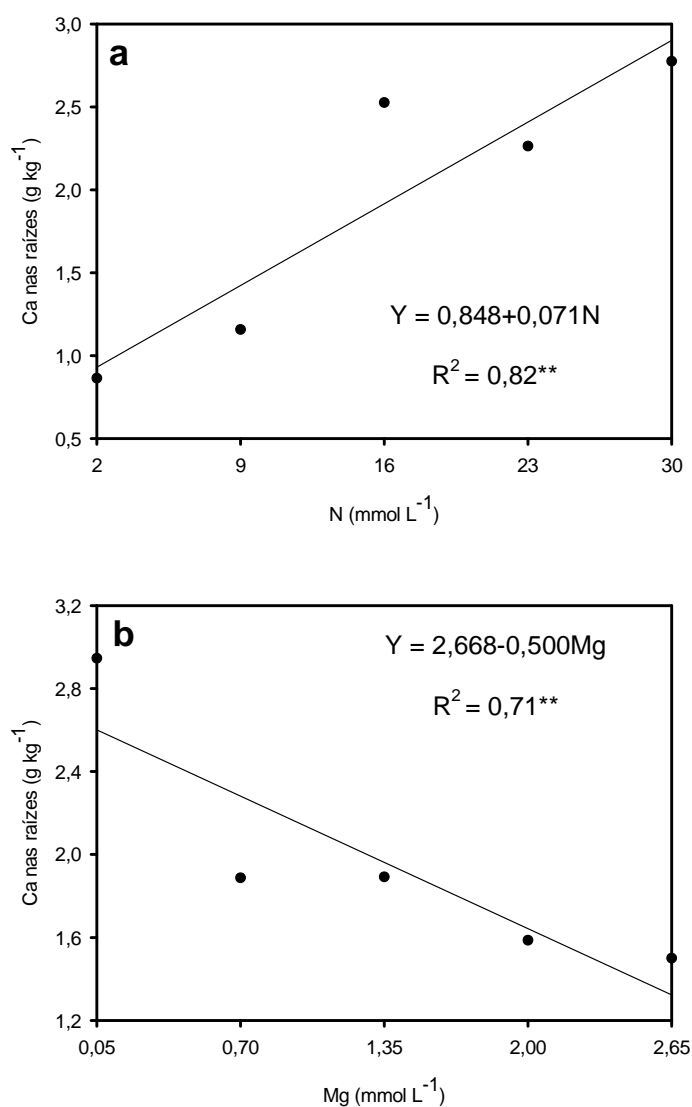 a
3,0
2,5
2,0
1,5
1,0
0,5
Ca nas raízes (g kg⁻¹)
Y = 0,848+0,071N
R² = 0,82**
2 9 16 23 30
N (mmol L⁻¹)
b
3,2
2,8
2,4
2,0
1,6
1,2
Ca nas raízes (g kg⁻¹)
Y = 2,668-0,500Mg
R² = 0,71**
0,05 0,70 1,35 2,00 2,65
Mg (mmol L⁻¹)